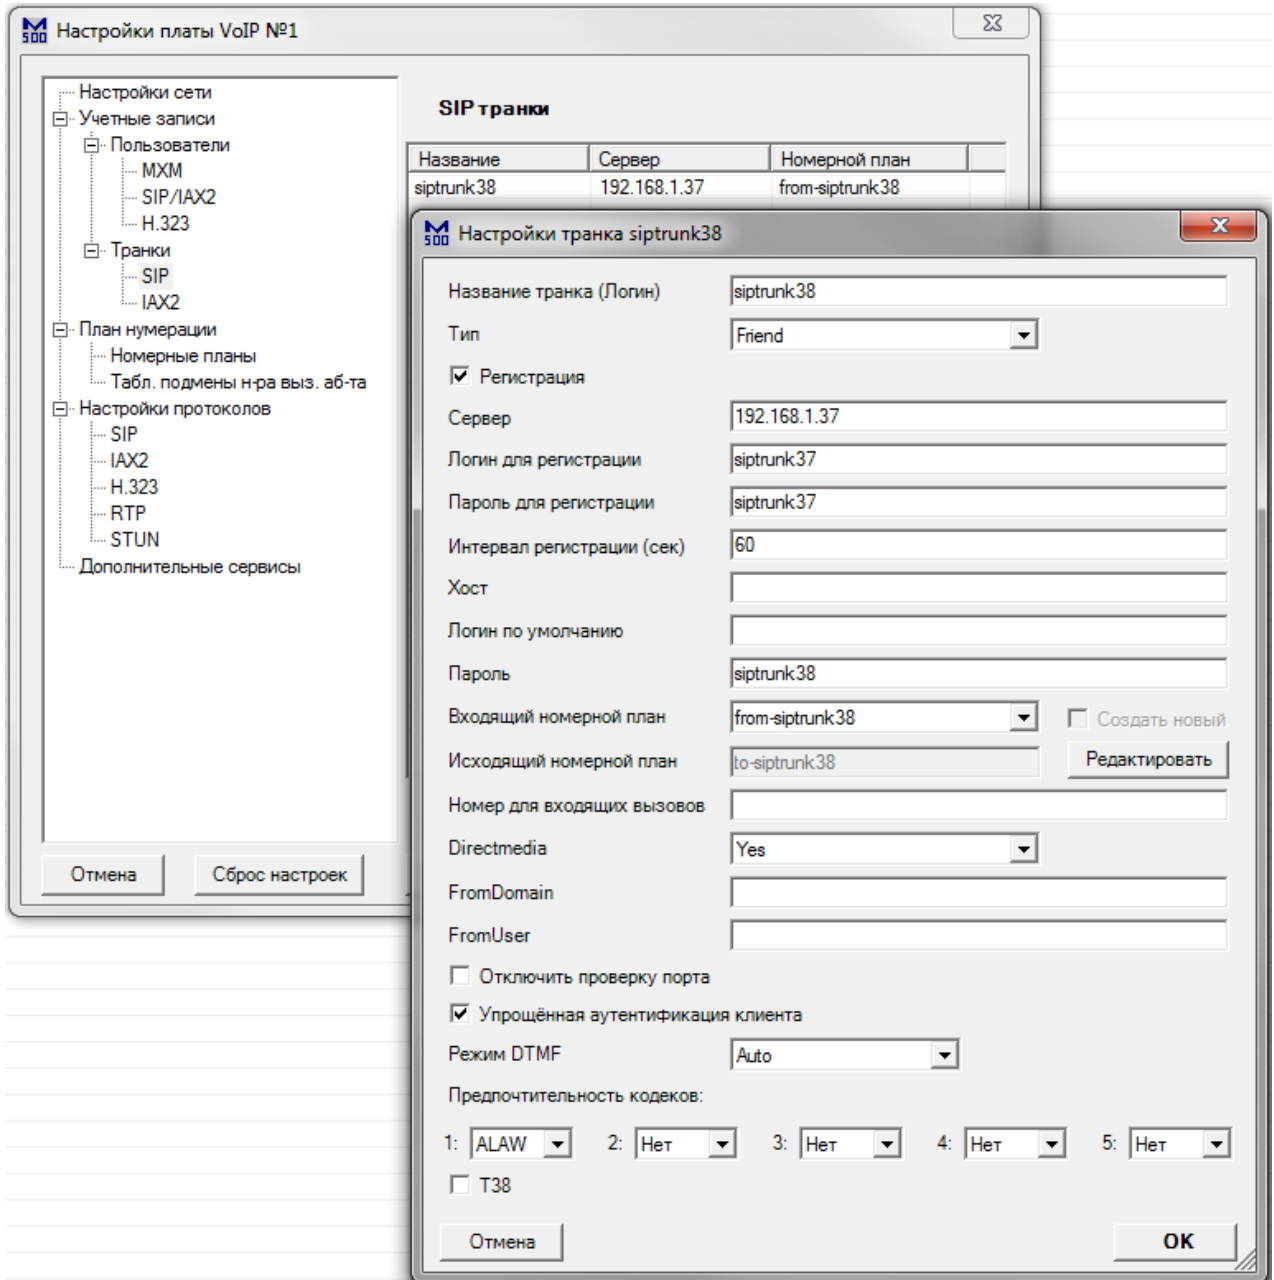 M 500 Настройки платы VoIP №1
Настройки сети
Учетные записи
Пользователи
MXM
SIP/IAX2
H.323
Транки
SIP
IAX2
План нумерации
Номерные планы
Табл. подмены н-ра выз. аб-та
Настройки протоколов
SIP
IAX2
H.323
RTP
STUN
Дополнительные сервисы
Отмена Сброс настроек
SIP транки
Название Сервер Номерной план
siptrunk38 192.168.1.37 from-siptrunk38
M 500 Настройки транка siptrunk38
Название транка (Логин) siptrunk38
Тип Friend
Регистрация
Сервер 192.168.1.37
Логин для регистрации siptrunk37
Пароль для регистрации siptrunk37
Интервал регистрации (сек) 60
Хост
Логин по умолчанию
Пароль siptrunk38
Входящий номерной план from-siptrunk38 Создать новый
Исходящий номерной план to-siptrunk38 Редактировать
Номер для входящих вызовов
Directmedia Yes
FromDomain
FromUser
Отключить проверку порта
Упрощённая аутентификация клиента
Режим DTMF Auto
Предпочтительность кодеков:
1: ALAW 2: Нет 3: Нет 4: Нет 5: Нет
T38
Отмена OK